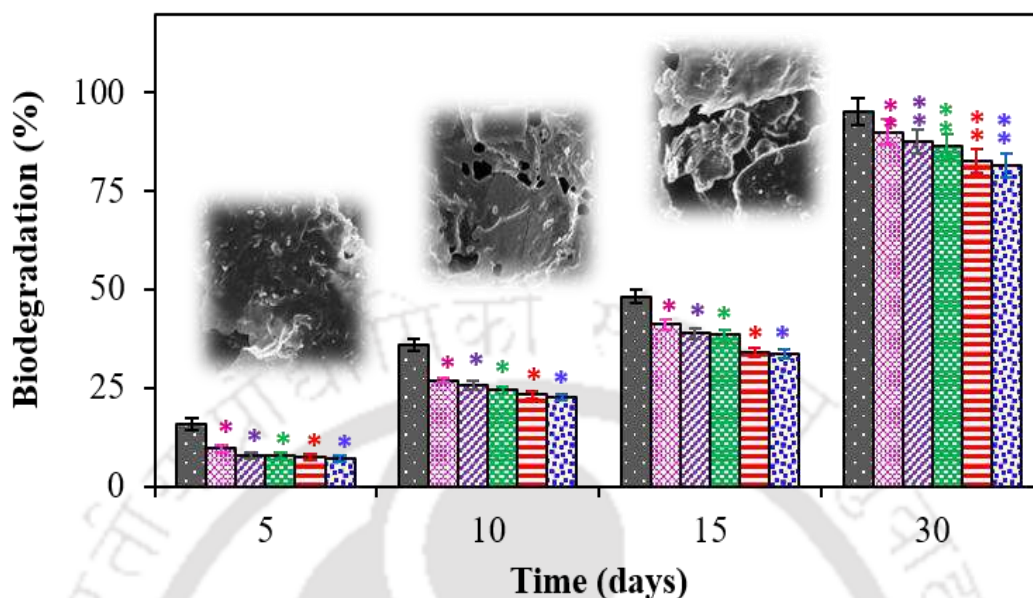 Biodegradation (%)
100
75
50
25
0
* * * * *
* * * * *
* * * * *
** ** ** ** **
5 10 15 30
Time (days)